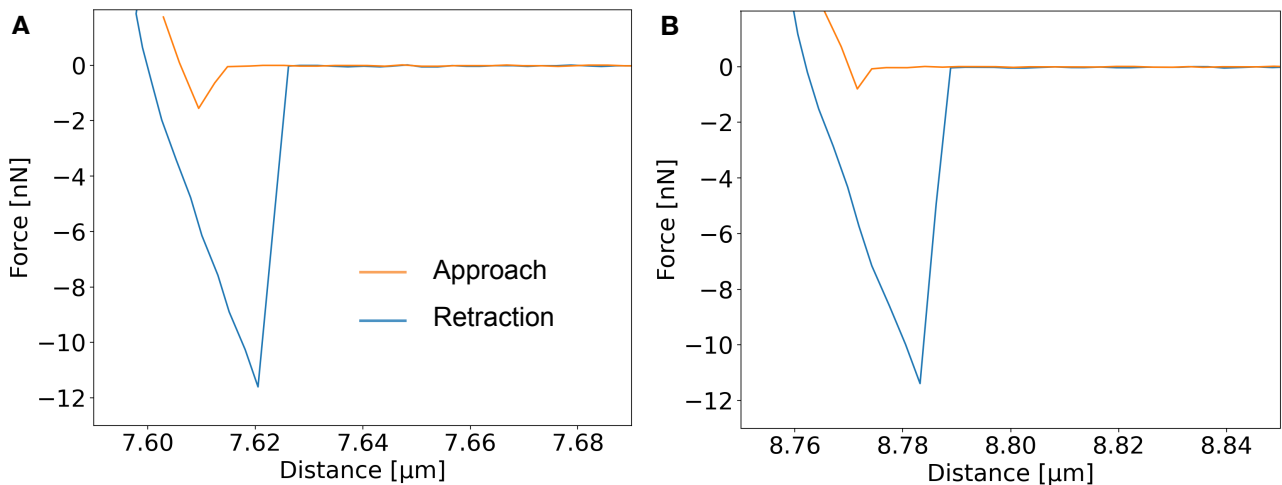 A
0
−2
−4
−6
−8
−10
−12
Force [nN]
7.60 7.62 7.64 7.66 7.68
Distance [µm]
Approach
Retraction
B
0
−2
−4
−6
−8
−10
−12
Force [nN]
8.76 8.78 8.80 8.82 8.84
Distance [µm]